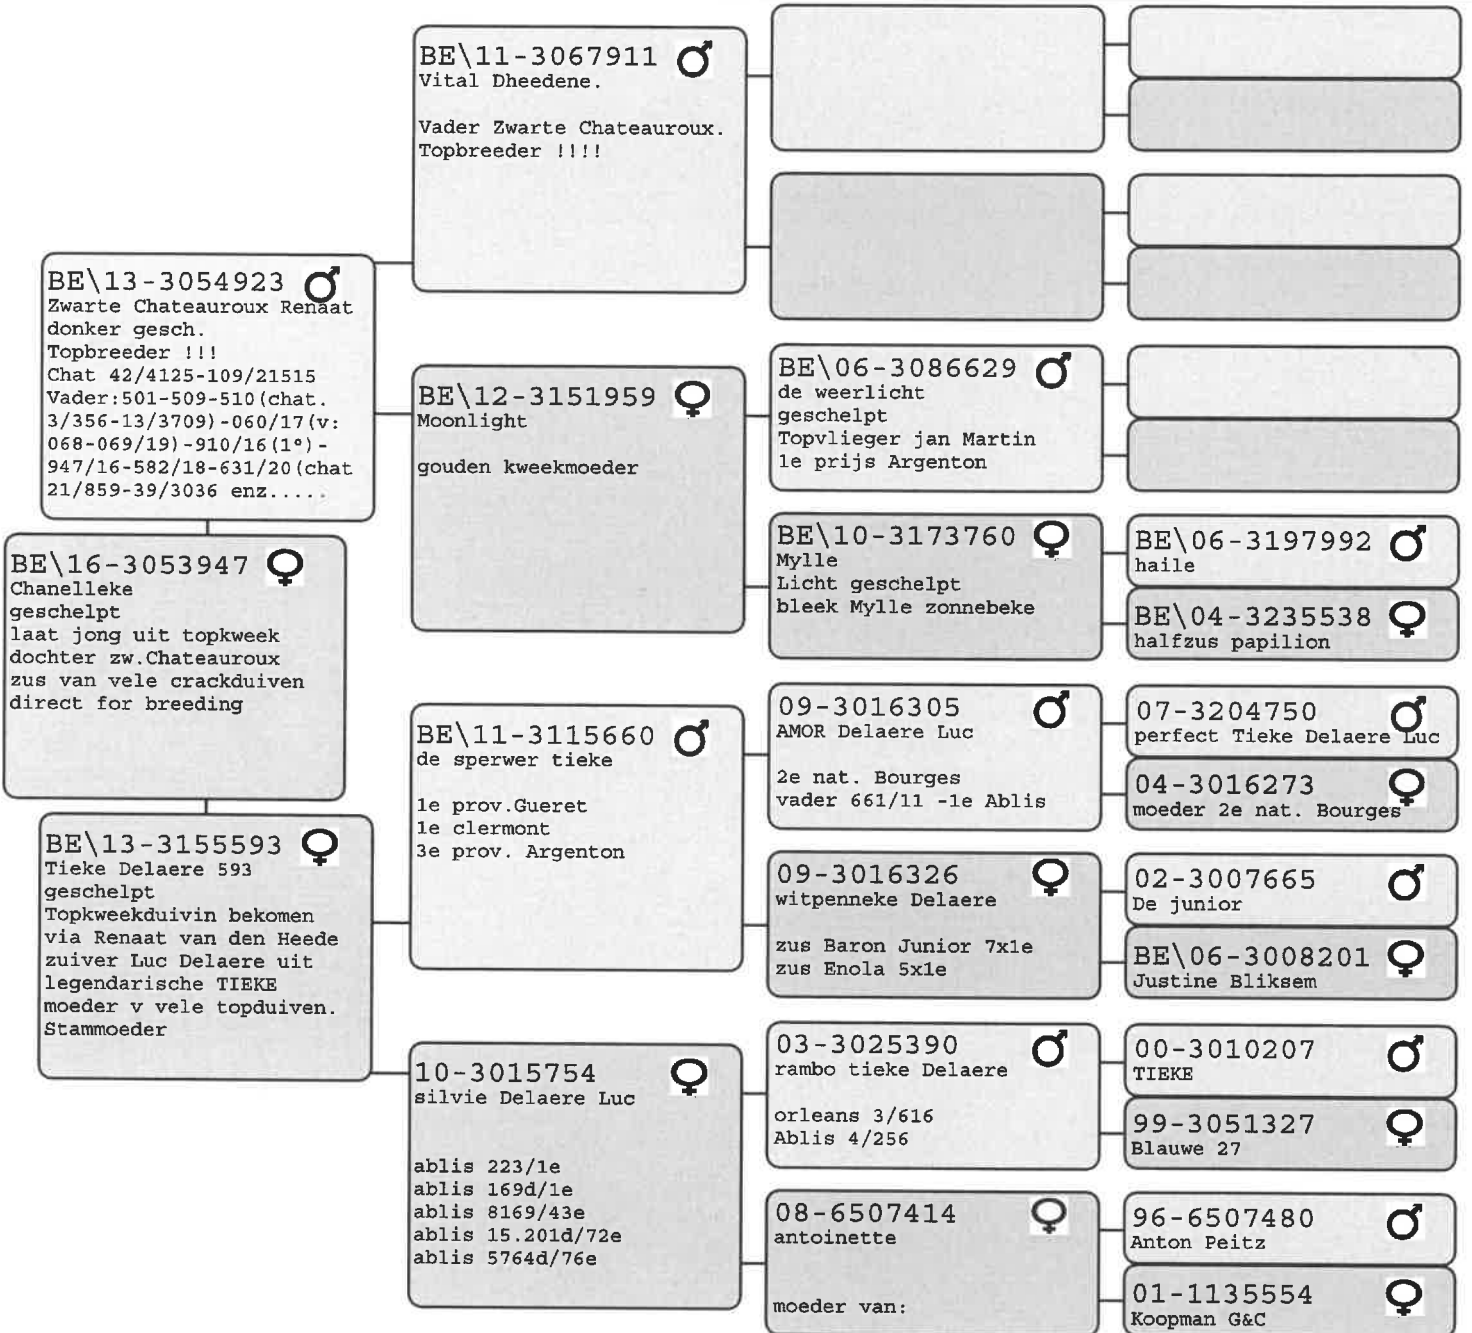 BE\16-3053947
Chanelleke
geschelpt
laat jong uit topkweek
dochter zw.Chateauroux
zus van vele crackduiven
direct for breeding
BE\13-3054923
Zwarte Chateauroux Renaat
donker gesch.
Topbreeder !!!
Chat 42/4125-109/21515
Vader:501-509-510(chat.
3/356-13/3709)-060/17(v:
068-069/19)-910/16(1°)-
947/16-582/18-631/20(chat
21/859-39/3036 enz.....
BE\13-3155593
Tieke Delaere 593
geschelpt
Topkweekduivin bekomen
via Renaat van den Heede
zuiver Luc Delaere uit
legendarische TIEKE
moeder v vele topduiven.
Stammoeder
BE\11-3067911
Vital Dheedene.
Vader Zwarte Chateauroux.
Topbreeder !!!!
BE\12-3151959
Moonlight
gouden kweekmoeder
BE\11-3115660
de sperwer tieke
1e prov.Gueret
1e clermont
3e prov. Argenton
10-3015754
silvie Delaere Luc
ablis 223/1e
ablis 169d/1e
ablis 8169/43e
ablis 15.201d/72e
ablis 5764d/76e
BE\06-3086629
de weerlicht
geschelpt
Topvlieger jan Martin
1e prijs Argenton
BE\10-3173760
Mylle
Licht geschelpt
bleek Mylle zonnebeke
09-3016305
AMOR Delaere Luc
2e nat. Bourges
vader 661/11 -1e Ablis
09-3016326
witpenneke Delaere
zus Baron Junior 7x1e
zus Enola 5x1e
03-3025390
rambo tieke Delaere
orleans 3/616
Ablis 4/256
08-6507414
antoinette
moeder van:
BE\06-3197992
haile
BE\04-3235538
halfzus papilion
07-3204750
perfect Tieke Delaere Luc
04-3016273
moeder 2e nat. Bourges
02-3007665
De junior
BE\06-3008201
Justine Bliksem
00-3010207
TIEKE
99-3051327
Blauwe 27
96-6507480
Anton Peitz
01-1135554
Koopman G&C